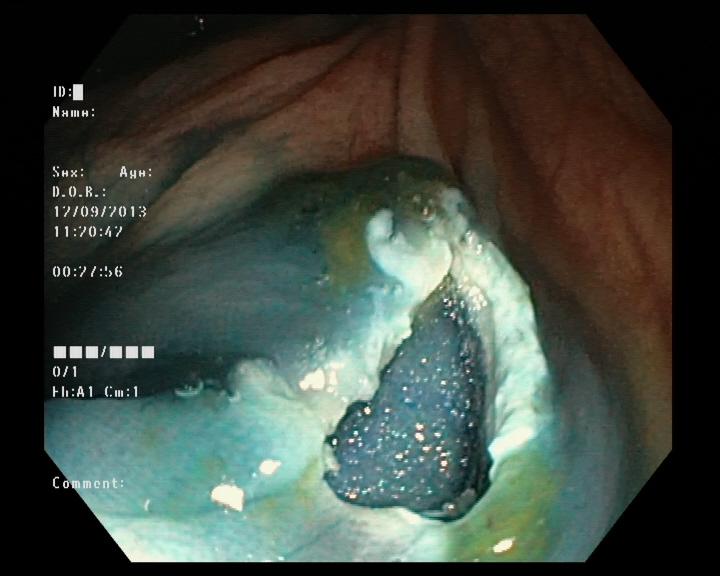 ID:
Name:
Sex: Age:
D.O.B.:
12/09/2013
11:20:42
00:27:56
■■■/■■■
0/1
Eh:A1 Cm:1
Comment: